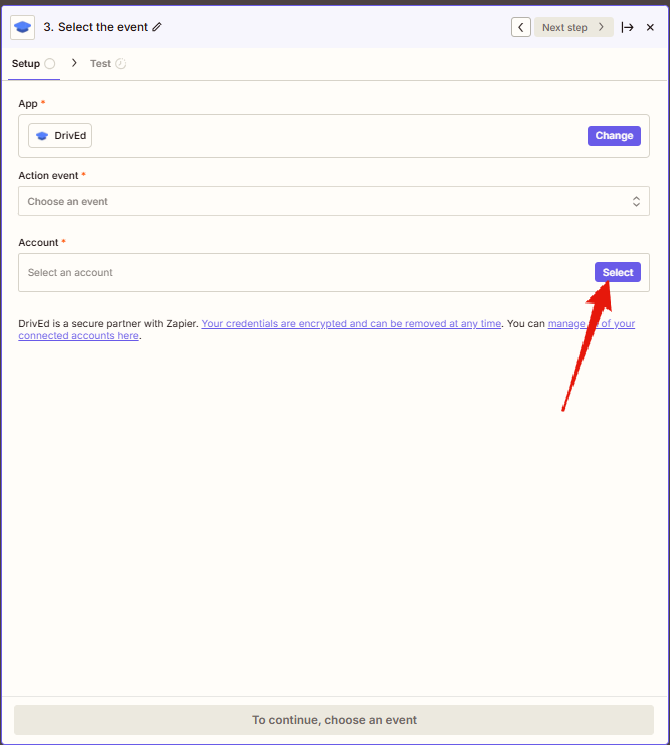 3. Select the event
Next step
Setup
Test
App *
DrivEd
Change
Action event *
Choose an event
Account *
Select an account
Select
DrivEd is a secure partner with Zapier. Your credentials are encrypted and can be removed at any time. You can manage of your
connected accounts here.
To continue, choose an event